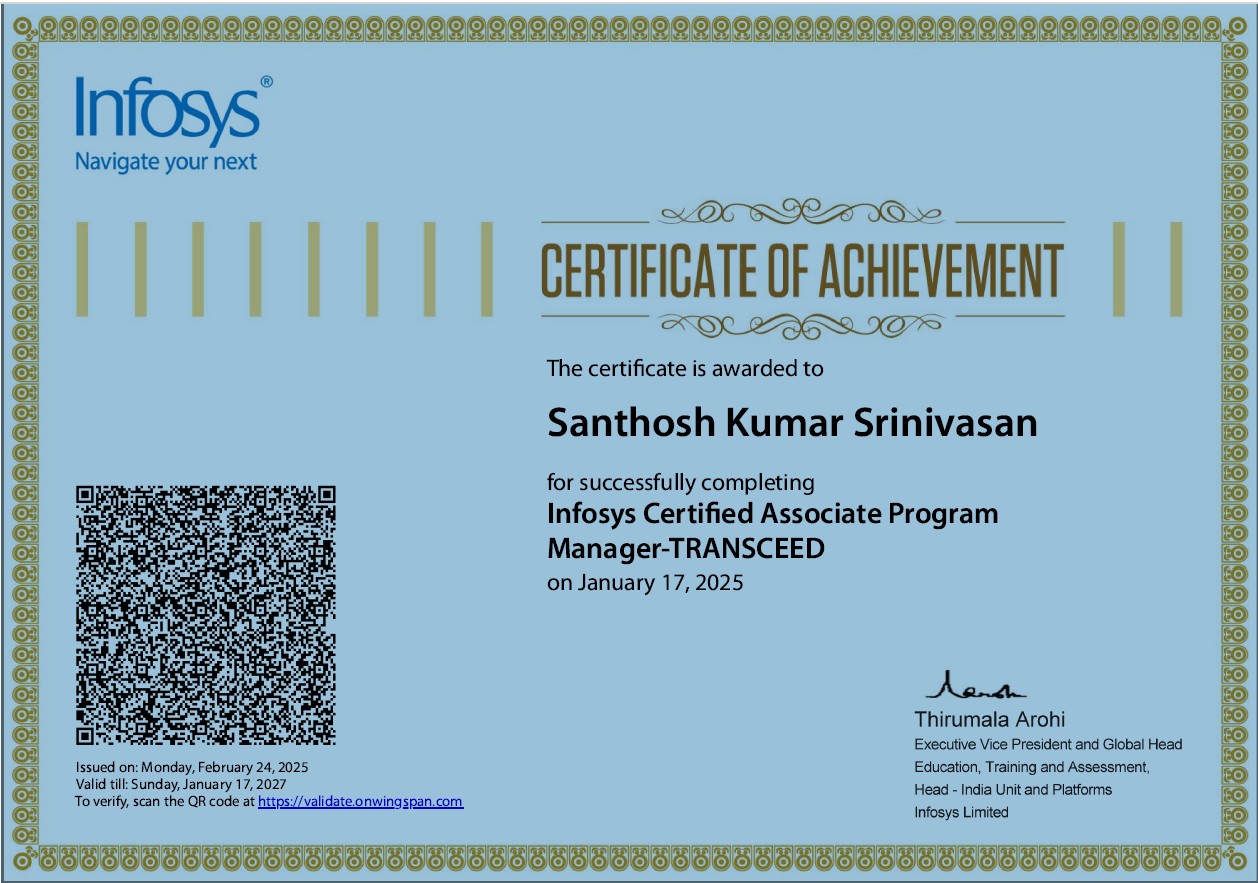 Infosys®
Navigate your next
CERTIFICATE OF ACHIEVEMENT
The certificate is awarded to
Santhosh Kumar Srinivasan
for successfully completing
Infosys Certified Associate Program
Manager-TRANSCEED
on January 17, 2025
Issued on: Monday, February 24, 2025
Valid till: Sunday, January 17, 2027
To verify, scan the QR code at https://validate.onwingspan.com
Thirumala Arohi
Executive Vice President and Global Head
Education, Training and Assessment,
Head - India Unit and Platforms
Infosys Limited